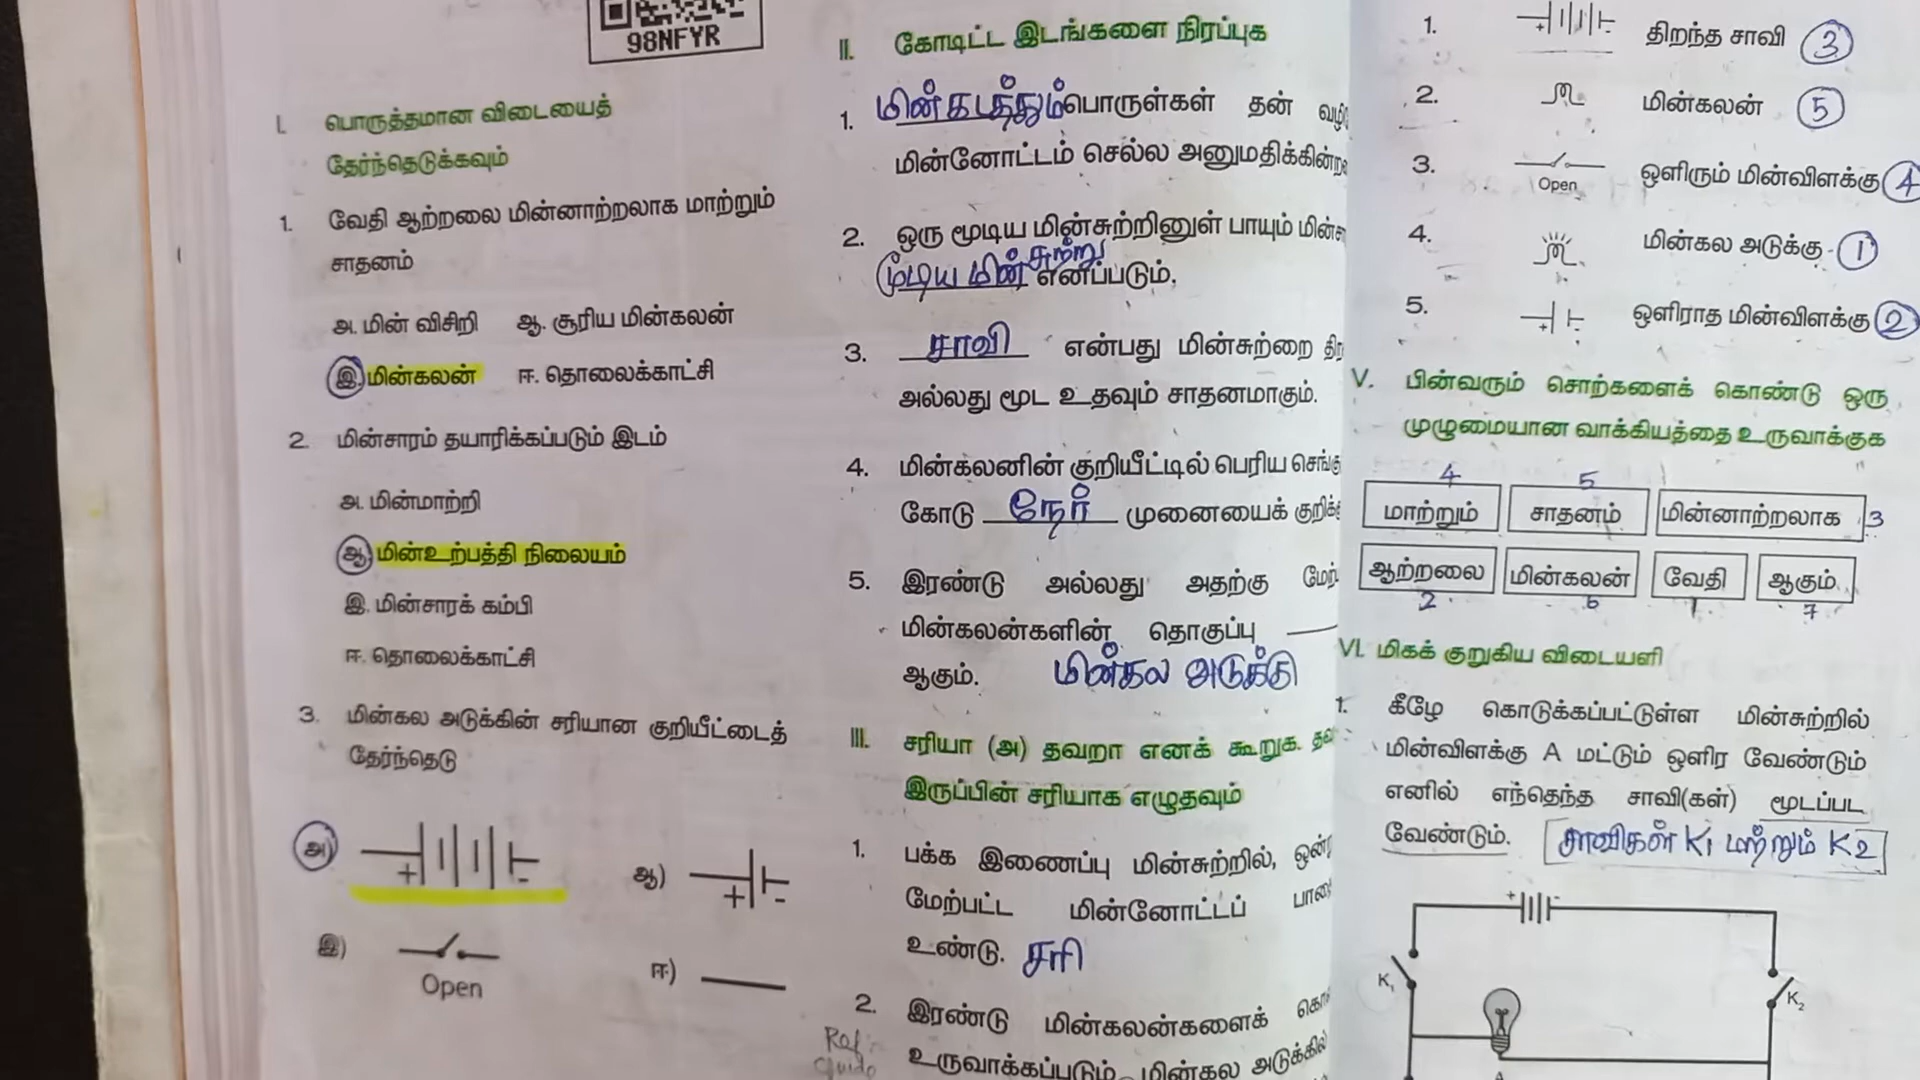 98NFYR
I. பொருத்தமான விடையைத்
தேர்ந்தெடுக்கவும்
1. வேதி ஆற்றலை மின்னாற்றலாக மாற்றும்
சாதனம்
அ. மின் விசிறி ஆ. சூரிய மின்கலன்
இ. மின்கலன் ஈ. தொலைக்காட்சி
2. மின்சாரம் தயாரிக்கப்படும் இடம்
அ. மின்மாற்றி
ஆ. மின்உற்பத்தி நிலையம்
இ. மின்சாரக் கம்பி
ஈ. தொலைக்காட்சி
3. மின்கல அடுக்கின் சரியான குறியீட்டைத்
தேர்ந்தெடு
அ) + -
ஆ) + -
இ) Open
ஈ)
II. கோடிட்ட இடங்களை நிரப்புக
1. மின்கடத்தும் பொருள்கள் தன்
மின்னோட்டம் செல்ல
2. ஒரு மூடிய மின்சுற்றினுள் பாயும்
மூடிய மின் சுற்று எனப்படும்.
3. சாவி என்பது மின்சுற்றை
அல்லது மூட உதவும் சாதனமாகும்.
4. மின்கலனின் குறியீட்டில் பெரிய
கோடு நேர் முனையைக்
5. இரண்டு அல்லது அதற்கு
மின்கலன்களின் தொகுப்பு
ஆகும். மின்கல அடுக்கு
III. சரியா (அ) தவறா எனக் கூறுக.
இருப்பின் சரியாக எழுதவும்
1. பக்க இணைப்பு மின்சுற்றில்,
மேற்பட்ட மின்னோட்டப்
உண்டு. சரி
2. இரண்டு மின்கலன்களைக்
உருவாக்கப்படும் மின்கல அடுக்கில்
Ref:
Guide
1. + - திறந்த சாவி 3
2. மின்கலன் 5
3. Open ஒளிரும் மின்விளக்கு 4
4. மின்கல அடுக்கு - 1
5. + - ஒளிராத மின்விளக்கு 2
V. பின்வரும் சொற்களைக் கொண்டு ஒரு
முழுமையான வாக்கியத்தை உருவாக்குக
4 5
மாற்றும் சாதனம் மின்னாற்றலாக 3
ஆற்றலை மின்கலன் வேதி ஆகும்.
2 6 1 7
VI. மிகக் குறுகிய விடையளி
1. கீழே கொடுக்கப்பட்டுள்ள மின்சுற்றில்
மின்விளக்கு A மட்டும் ஒளிர வேண்டும்
எனில் எந்தெந்த சாவி(கள்) மூடப்பட
வேண்டும். சாவிகள் K1 மற்றும் K2
+ -
K₁ K₂
A